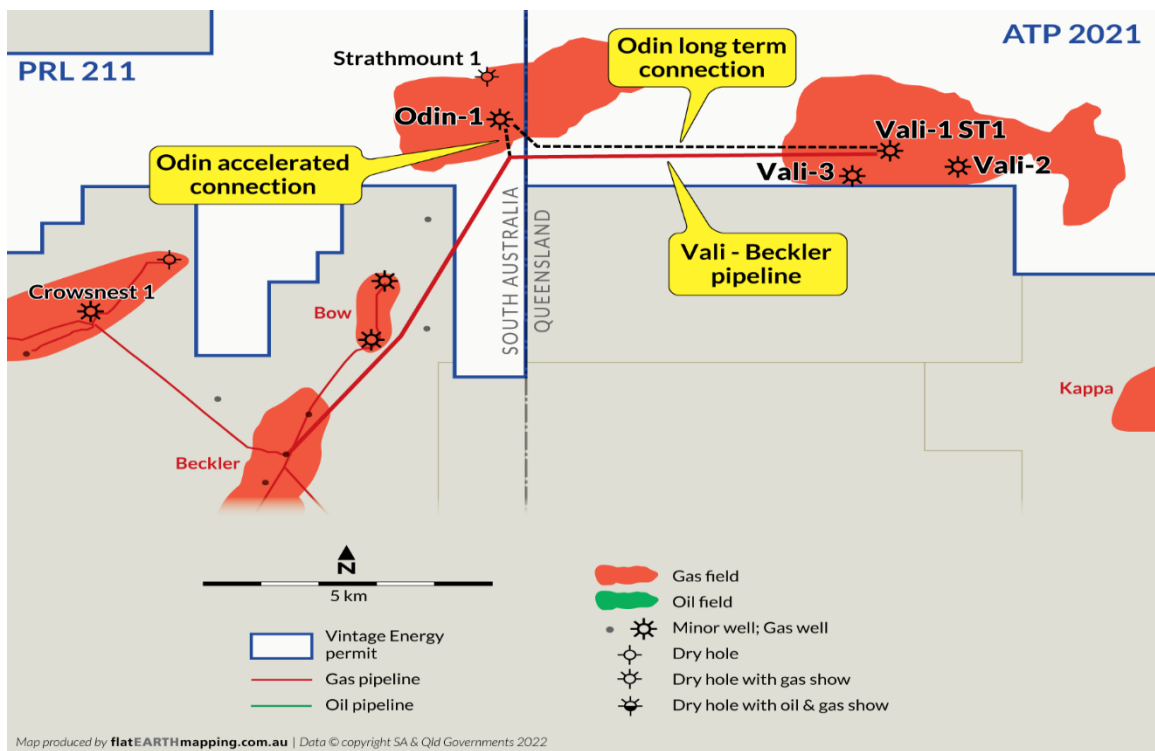 PRL 211
Strathmount 1
Odin long term
connection
ATP 2021
Odin-1
Vali-1 ST1
Odin accelerated
connection
Vali-3
Vali-2
SOUTH AUSTRALIA
QUEENSLAND
Vali - Beckler
pipeline
Crowsnest 1
Bow
Kappa
Beckler
N
5 km
Vintage Energy
permit
Gas pipeline
Oil pipeline
Gas field
Oil field
Minor well; Gas well
Dry hole
Dry hole with gas show
Dry hole with oil & gas show
Map produced by flatEARTHmapping.com.au | Data © copyright SA & Qld Governments 2022